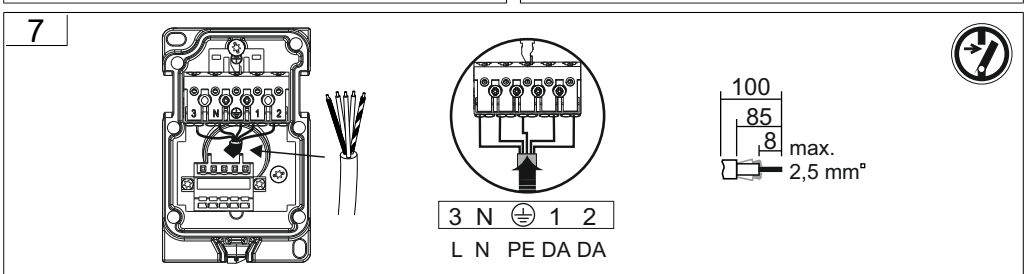 7
3 N ⏚ 1 2
3 N ⏚ 1 2
L N PE DA DA
100
85
8 max.
2,5 mm²